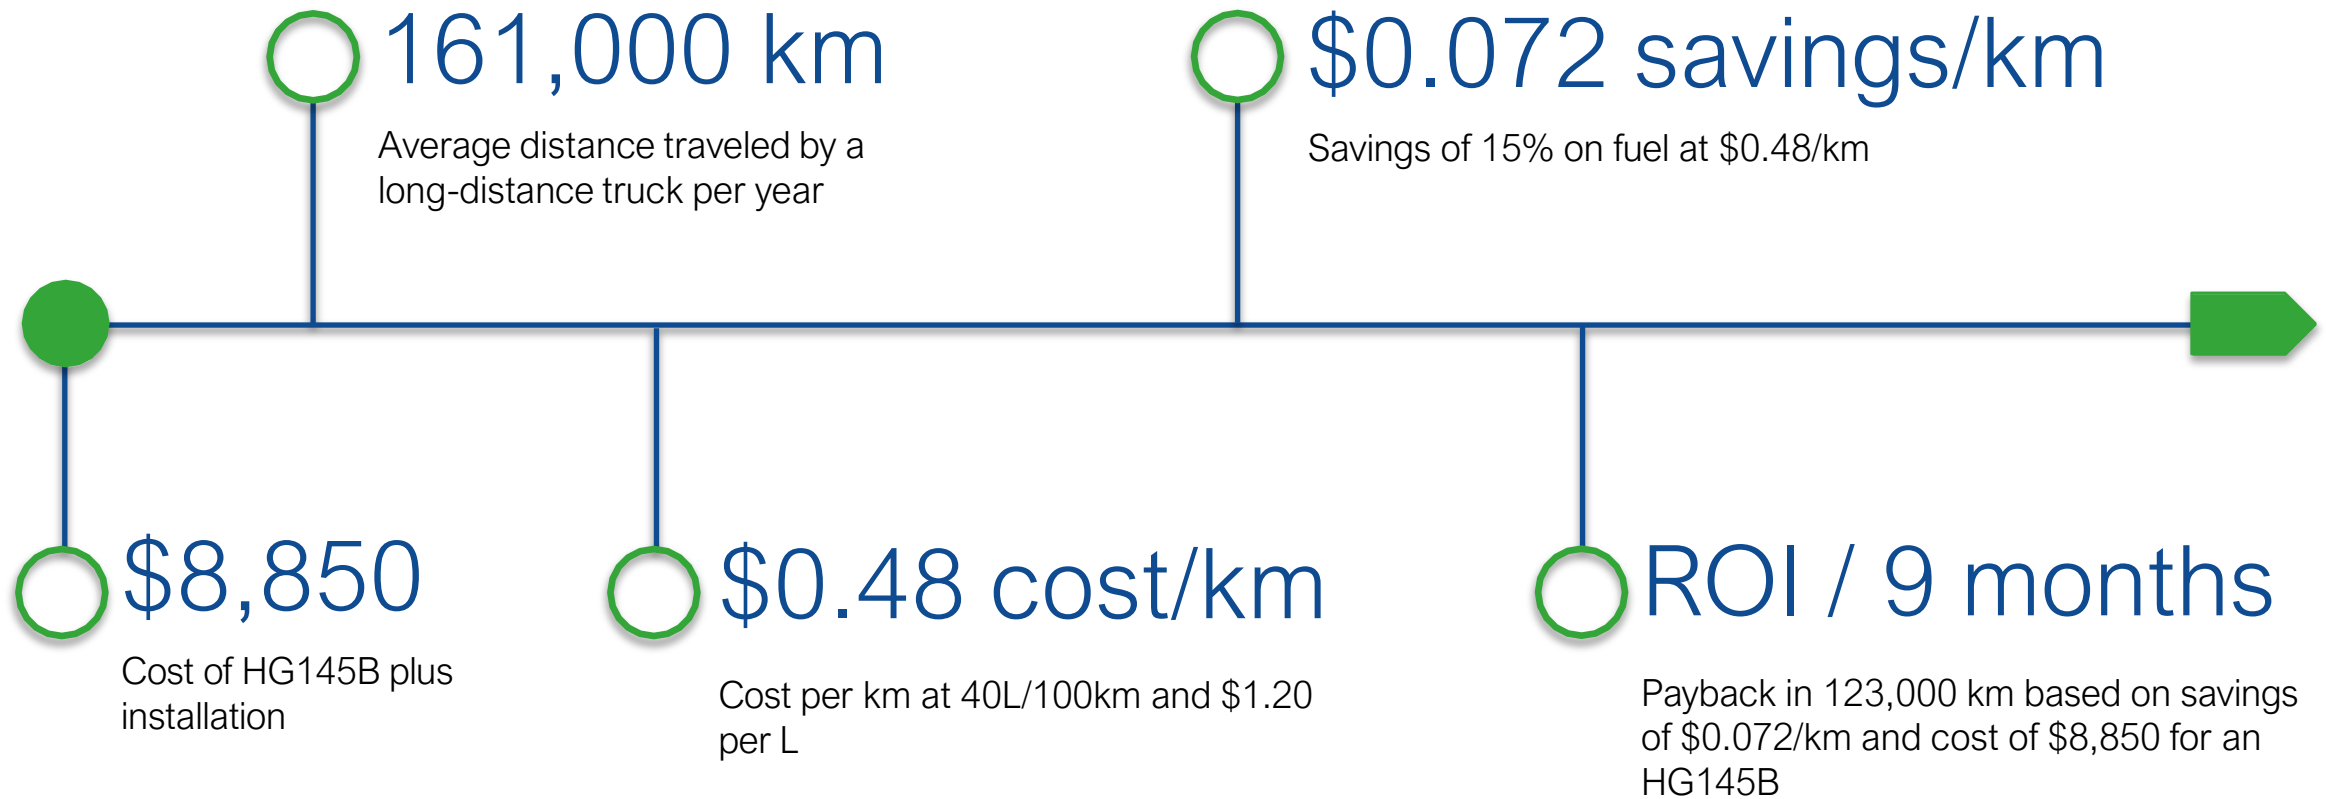 161,000 km
Average distance traveled by a
long-distance truck per year
$0.072 savings/km
Savings of 15% on fuel at $0.48/km
$8,850
Cost of HG145B plus
installation
$0.48 cost/km
Cost per km at 40L/100km and $1.20
per L
ROI / 9 months
Payback in 123,000 km based on savings
of $0.072/km and cost of $8,850 for an
HG145B